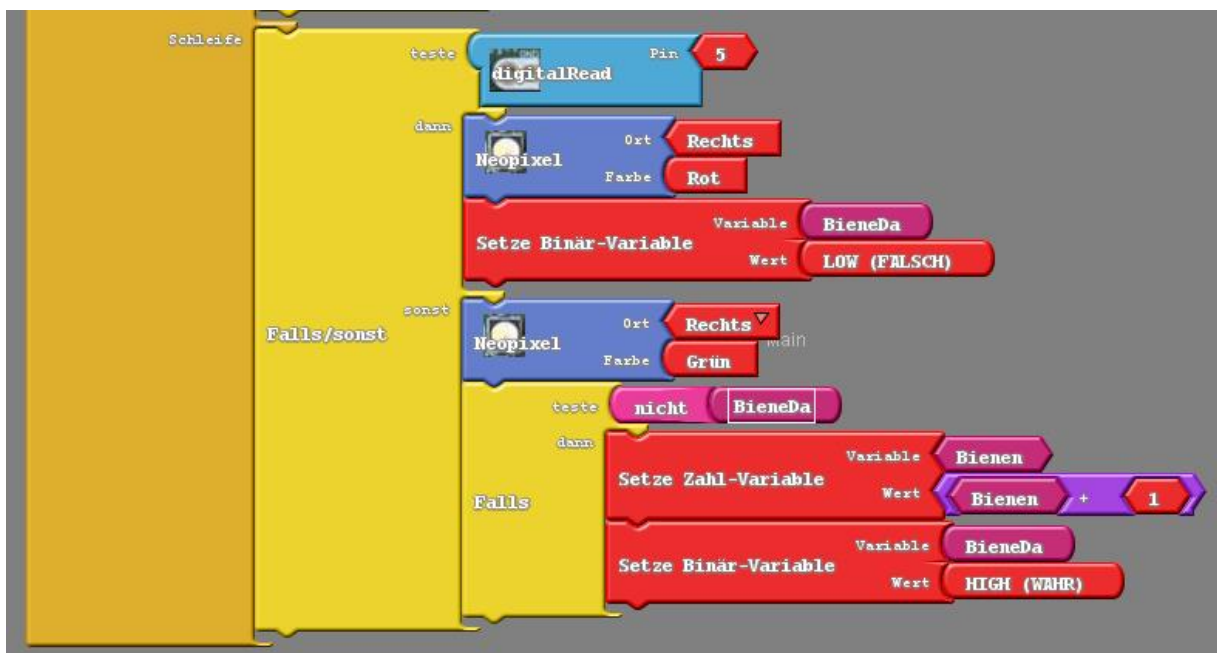 Schleife
teste
digitalRead
Pin
5
dann
Neopixel
Ort
Rechts
Farbe
Rot
Setze Binär-Variable
Variable
BieneDa
Wert
LOW (FALSCH)
Falls/sonst
sonst
Neopixel
Ort
Rechts
Main
Farbe
Grün
Falls
teste
nicht
BieneDa
dann
Setze Zahl-Variable
Variable
Bienen
Wert
Bienen + 1
Setze Binär-Variable
Variable
BieneDa
Wert
HIGH (WAHR)